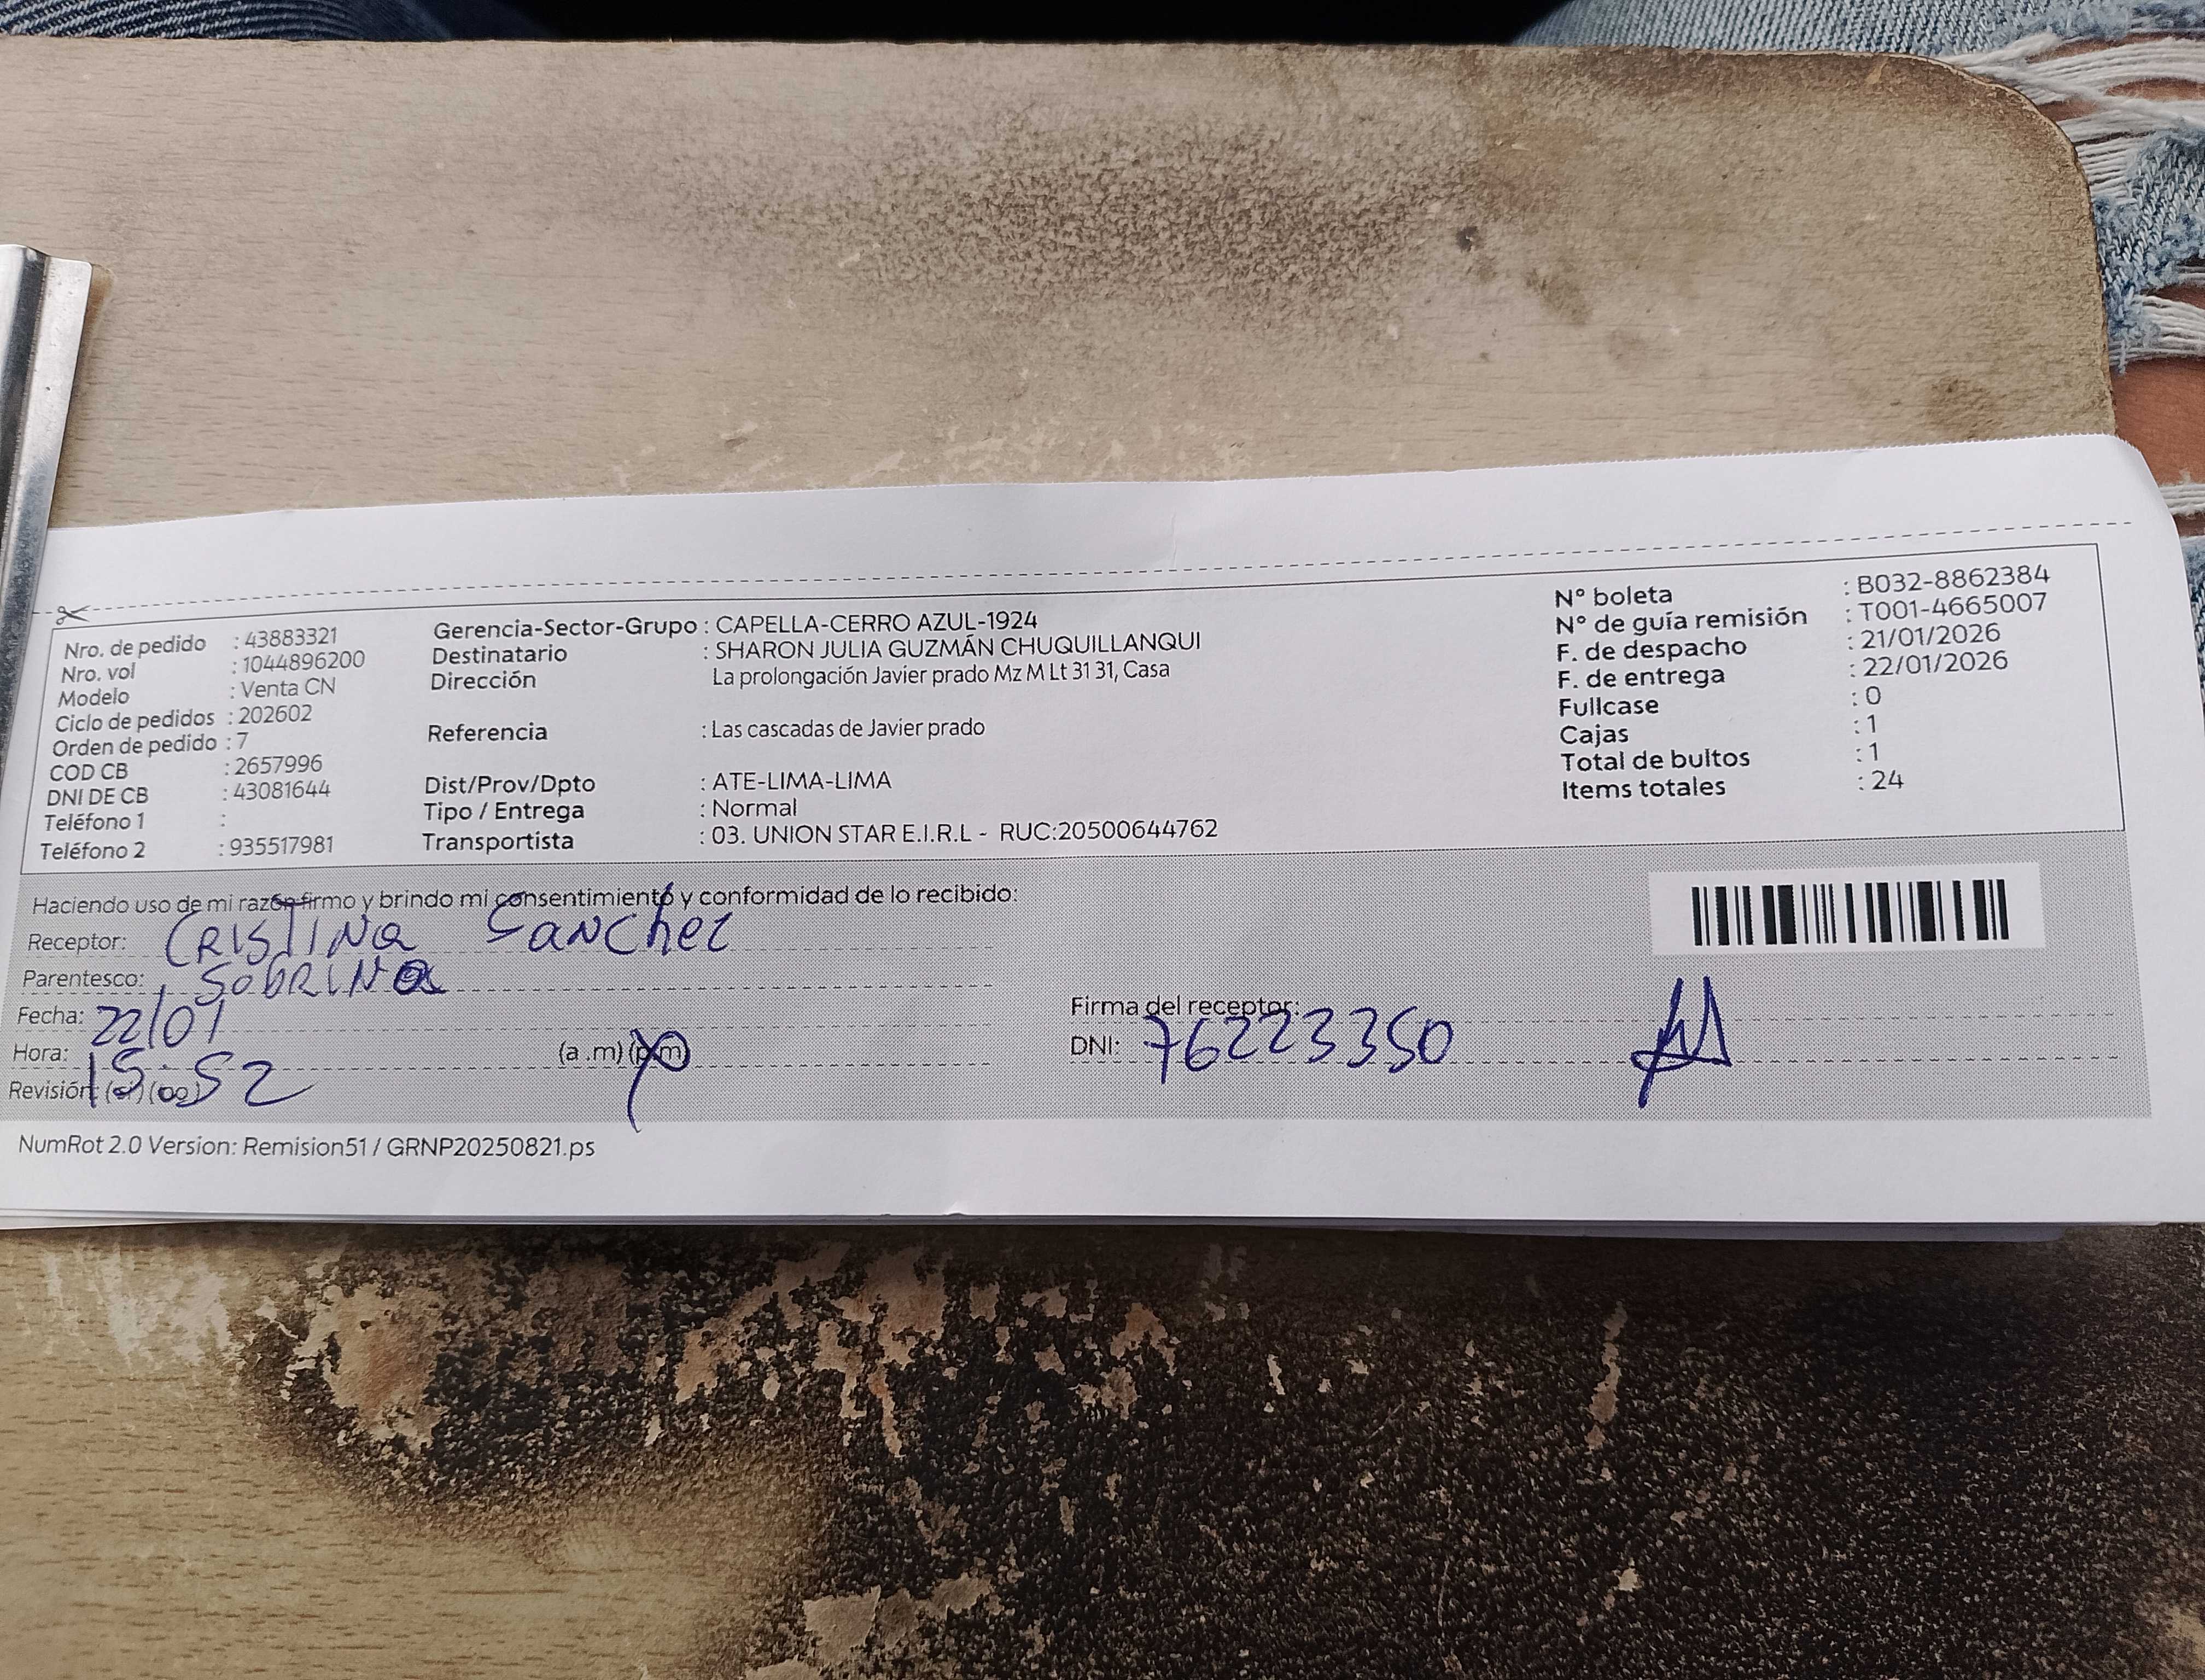 Nro. de pedido : 43883321
Nro. vol : 1044896200
Modelo : Venta CN
Ciclo de pedidos : 202602
Orden de pedido : 7
COD CB : 2657996
DNI DE CB : 43081644
Teléfono 1 :
Teléfono 2 : 935517981
Gerencia-Sector-Grupo : CAPELLA-CERRO AZUL-1924
Destinatario : SHARON JULIA GUZMÁN CHUQUILLANQUI
Dirección La prolongación Javier prado Mz M Lt 31 31, Casa
Referencia : Las cascadas de Javier prado
Dist/Prov/Dpto : ATE-LIMA-LIMA
Tipo / Entrega : Normal
Transportista : 03. UNION STAR E.I.R.L - RUC:20500644762
N° boleta : B032-8862384
N° de guía remisión : T001-4665007
F. de despacho : 21/01/2026
F. de entrega : 22/01/2026
Fullcase : 0
Cajas : 1
Total de bultos : 1
Items totales : 24
Haciendo uso de mi razón firmo y brindo mi consentimiento y conformidad de lo recibido:
Receptor: CRISTINA Sanchez
Parentesco: SOBRINA
Fecha: 22/01
Hora: 15:52 (a .m) (p.m)
Revisión:
Firma del receptor:
DNI: 76223350
NumRot 2.0 Version: Remision51 / GRNP20250821.ps